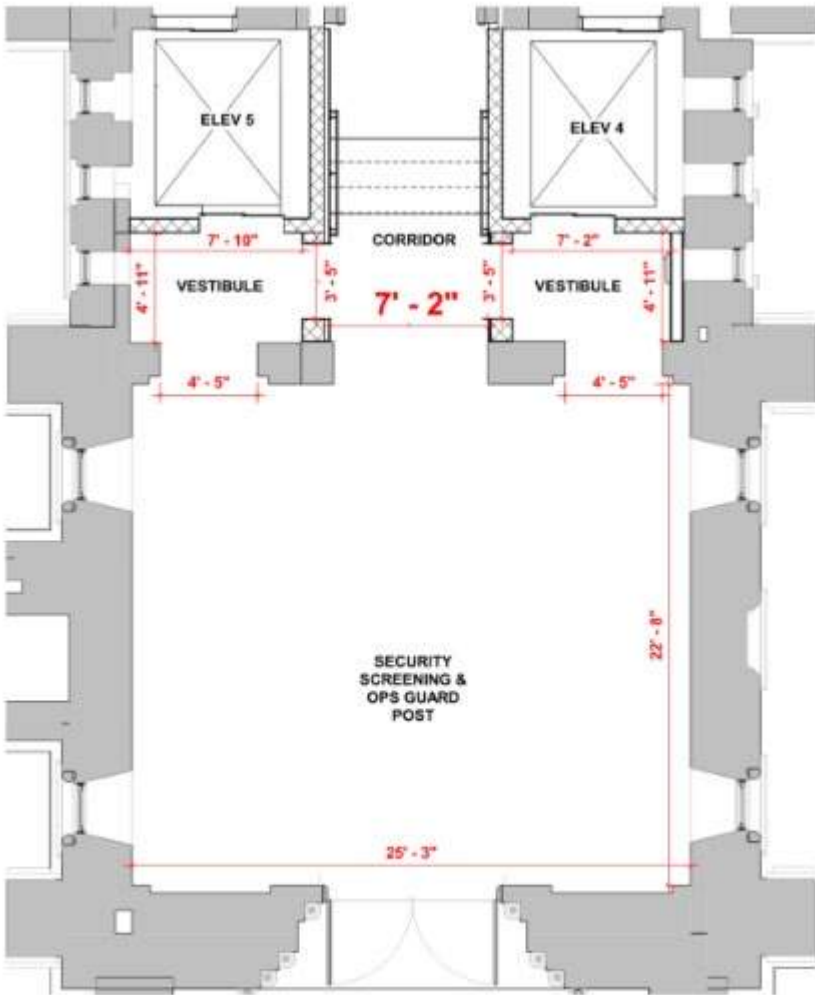 ELEV 5
ELEV 4
7' - 10"
CORRIDOR
7' - 2"
4' - 11"
VESTIBULE
3' - 5"
7' - 2"
3' - 5"
VESTIBULE
4' - 11"
4' - 5"
4' - 5"
22' - 8"
SECURITY
SCREENING &
OPS GUARD
POST
25' - 3"